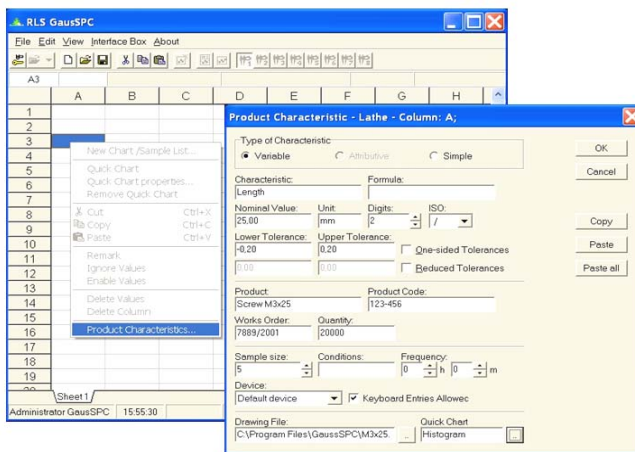 RLS GausSPC
File Edit View Interface Box About
A3
A B C D E F G H
1
2
3
4
5
6
7
8
9
10
11
12
13
14
15
16
17
18
19
20
New Chart /Sample List...
Quick Chart
Quick Chart properties...
Remove Quick Chart
Cut Ctrl+X
Copy Ctrl+C
Paste Ctrl+V
Remark
Ignore Values
Enable Values
Delete Values
Delete Column
Product Characteristics...
Sheet1
Administrator GausSPC 15:55:30
Product Characteristic - Lathe - Column: A;
Type of Characteristic
Variable Attributive Simple
Characteristic: Formula:
Length
Nominal Value: Unit: Digits: ISO:
25,00 mm 2 /
Lower Tolerance: Upper Tolerance:
-0,20 0,20 One-sided Tolerances
0,00 0,00 Reduced Tolerances
Product: Product Code:
Screw M3x25 123-456
Works Order: Quantity:
7889/2001 20000
Sample size: Conditions: Frequency:
5 0 h 0 m
Device:
Default device Keyboard Entries Allowec
Drawing File: Quick Chart
C:\Program Files\GaussSPC\M3x25. .. Histogram ..
OK
Cancel
Copy
Paste
Paste all